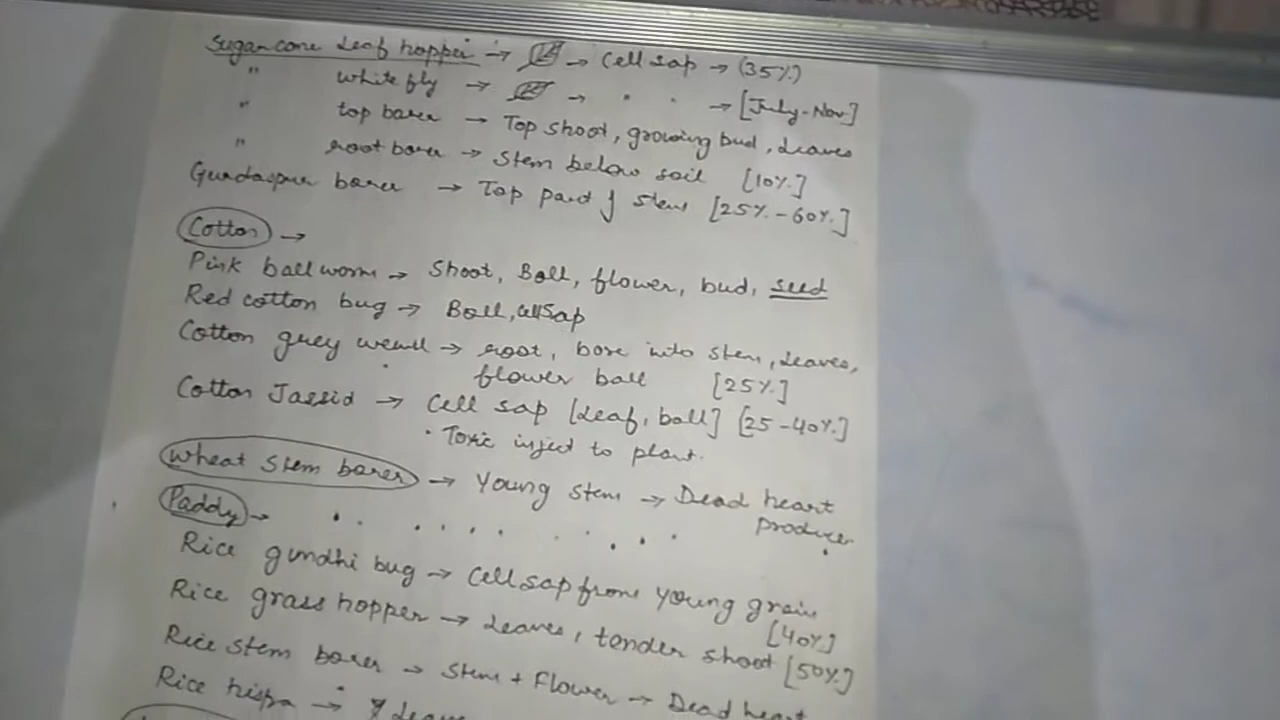 Sugarcane Leaf hopper → → Cell sap → (35%)
" white fly → → " " → [July-Nov.]
" top borer → Top shoot, growing bud, Leaves
" root borer → Stem below soil [10%]
Gurdaspur borer → Top part of stem [25%-60%]
Cotton →
Pink ballworm → Shoot, Boll, flower, bud, seed
Red cotton bug → Boll, cell sap
Cotton grey → root, bore into stem, Leaves,
flower ball [25%]
Cotton Jassid → Cell sap [Leaf, ball] [25-40%]
• Toxic inject to plant.
Wheat Stem borer → Young stem → Dead heart
Paddy → producer
Rice gundhi bug → Cell sap from young grain
[40%]
Rice grass hopper → Leaves, tender shoot [50%]
Rice stem borer → Stem + Flower → Dead heart
Rice hispa →